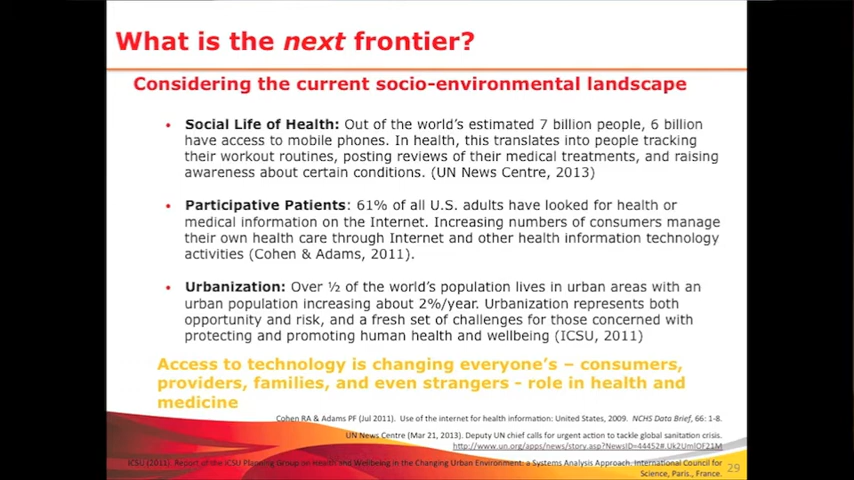 What is the next frontier?
Considering the current socio-environmental landscape
• Social Life of Health: Out of the world's estimated 7 billion people, 6 billion
have access to mobile phones. In health, this translates into people tracking
their workout routines, posting reviews of their medical treatments, and raising
awareness about certain conditions. (UN News Centre, 2013)
• Participative Patients: 61% of all U.S. adults have looked for health or
medical information on the Internet. Increasing numbers of consumers manage
their own health care through Internet and other health information technology
activities (Cohen & Adams, 2011).
• Urbanization: Over ½ of the world's population lives in urban areas with an
urban population increasing about 2%/year. Urbanization represents both
opportunity and risk, and a fresh set of challenges for those concerned with
protecting and promoting human health and wellbeing (ICSU, 2011)
Access to technology is changing everyone's – consumers,
providers, families, and even strangers - role in health and
medicine
Cohen RA & Adams PF (Jul 2011). Use of the internet for health information: United States, 2009. NCHS Data Brief, 66: 1-8.
UN News Centre (Mar 21, 2013). Deputy UN chief calls for urgent action to tackle global sanitation crisis.
http://www.un.org/apps/news/story.asp?NewsID=44452#.Uk2UmlOF21M
ICSU (2011). Report of the ICSU Planning Group on Health and Wellbeing in the Changing Urban Environment: a Systems Analysis Approach. International Council for
Science, Paris., France.
29